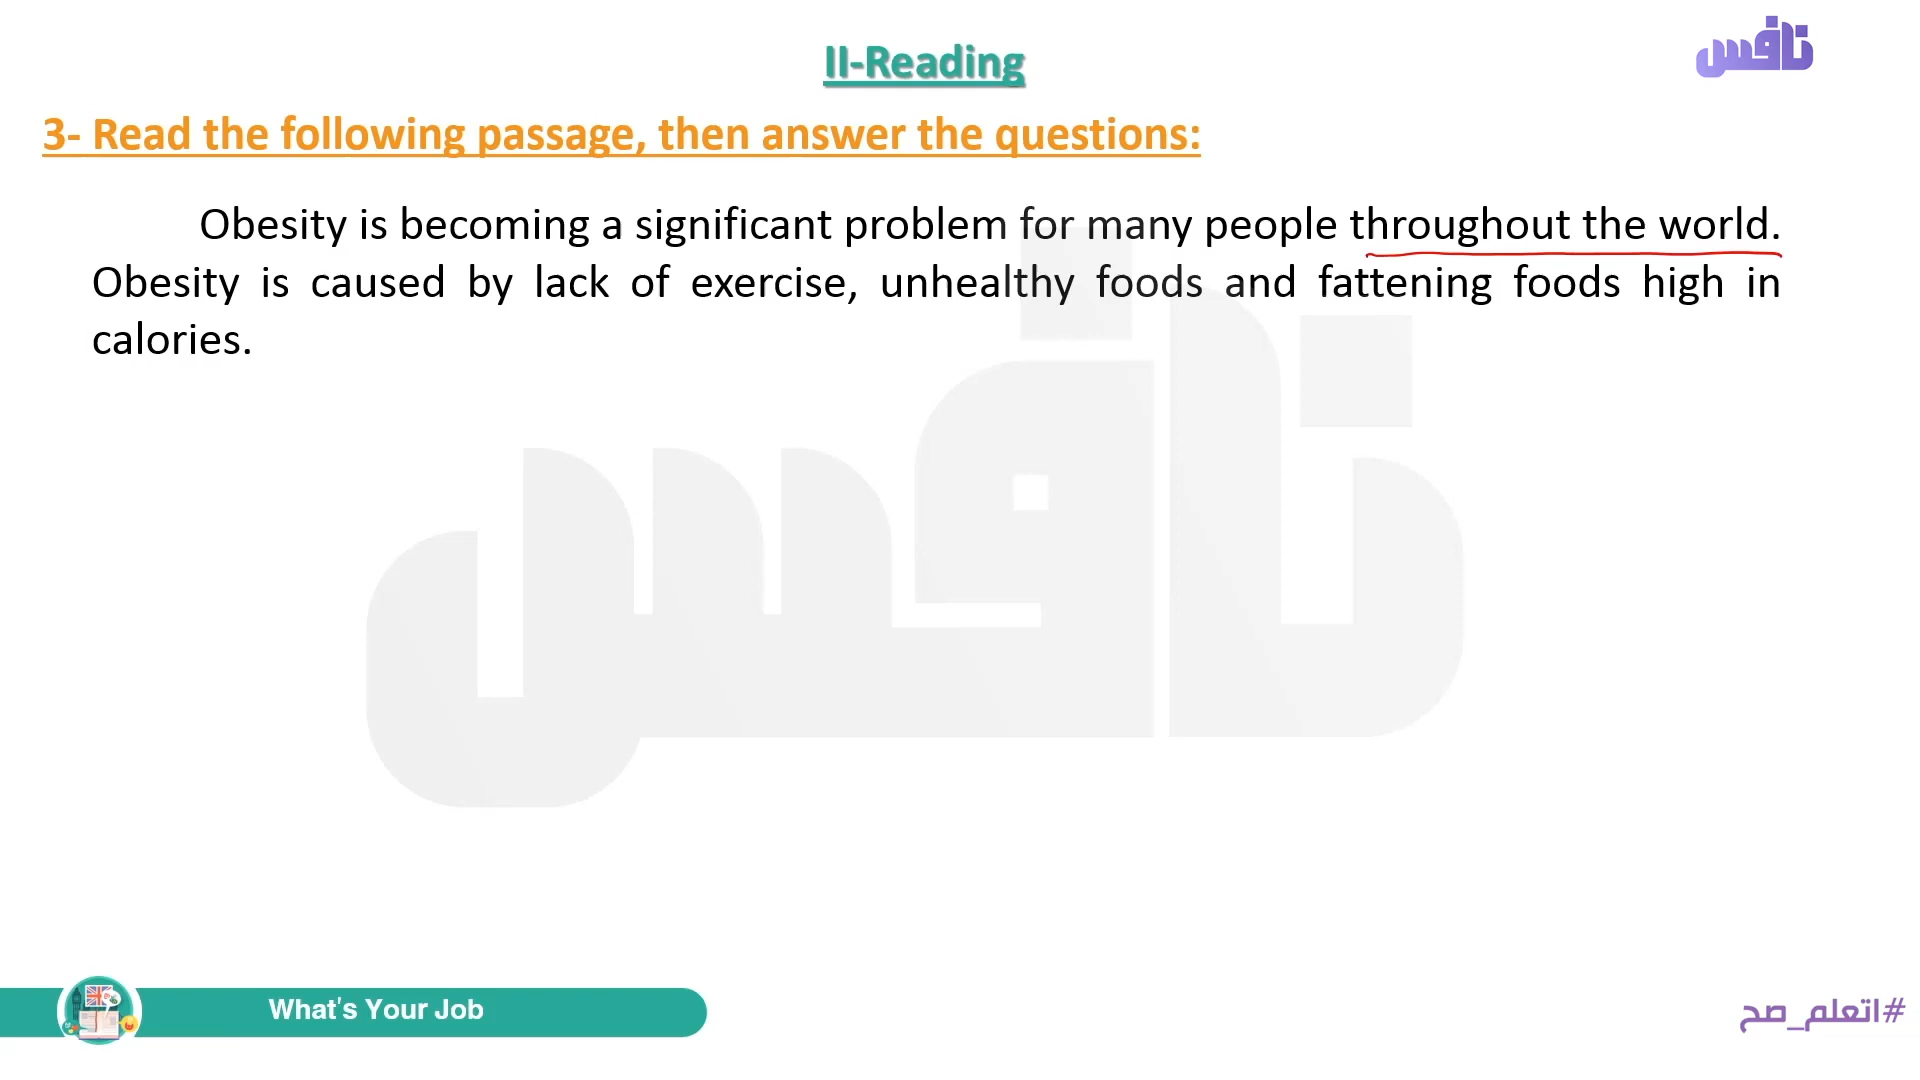 II-Reading
نافس
3- Read the following passage, then answer the questions:
Obesity is becoming a significant problem for many people throughout the world.
Obesity is caused by lack of exercise, unhealthy foods and fattening foods high in
calories.
نافس
What's Your Job
#اتعلم_صح